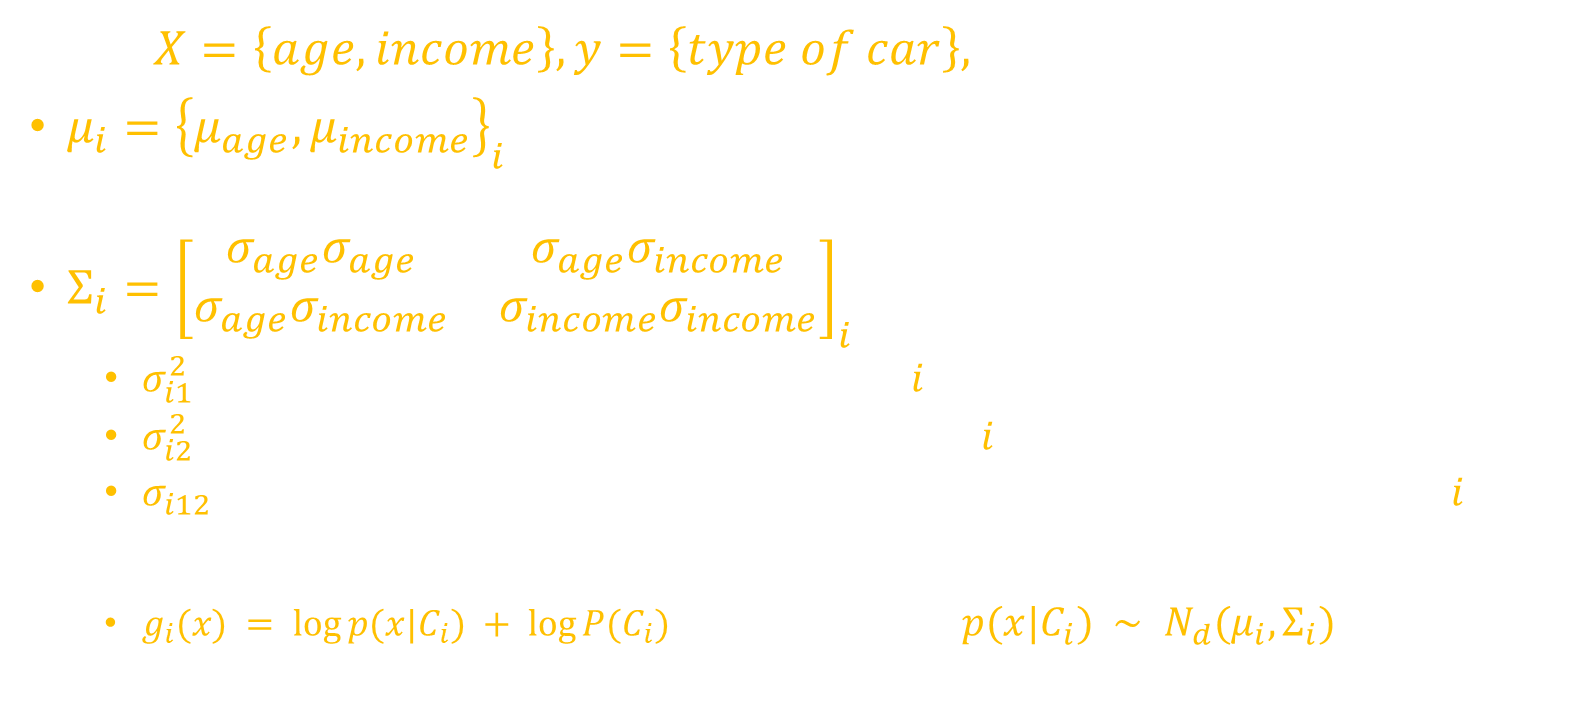 X = {age, income}, y = {type of car},
• μ_i = {μ_age, μ_income}_i
• Σ_i = [σ_age σ_age   σ_age σ_income
σ_age σ_income   σ_income σ_income]_i
• σ_i1^2 i
• σ_i2^2 i
• σ_i12 i
• g_i(x) = log p(x|C_i) + log P(C_i) p(x|C_i) ~ N_d(μ_i, Σ_i)